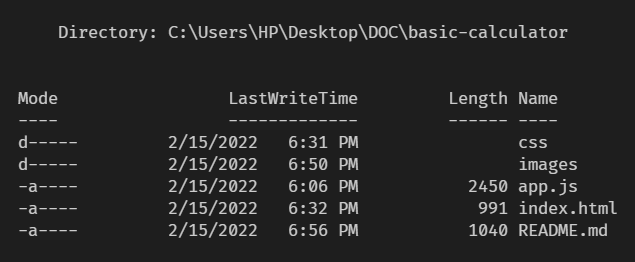 Directory: C:\Users\HP\Desktop\DOC\basic-calculator
Mode                 LastWriteTime         Length Name
----                 -------------         ------ ----
d-----         2/15/2022   6:31 PM                css
d-----         2/15/2022   6:50 PM                images
-a----         2/15/2022   6:06 PM           2450 app.js
-a----         2/15/2022   6:32 PM            991 index.html
-a----         2/15/2022   6:56 PM           1040 README.md